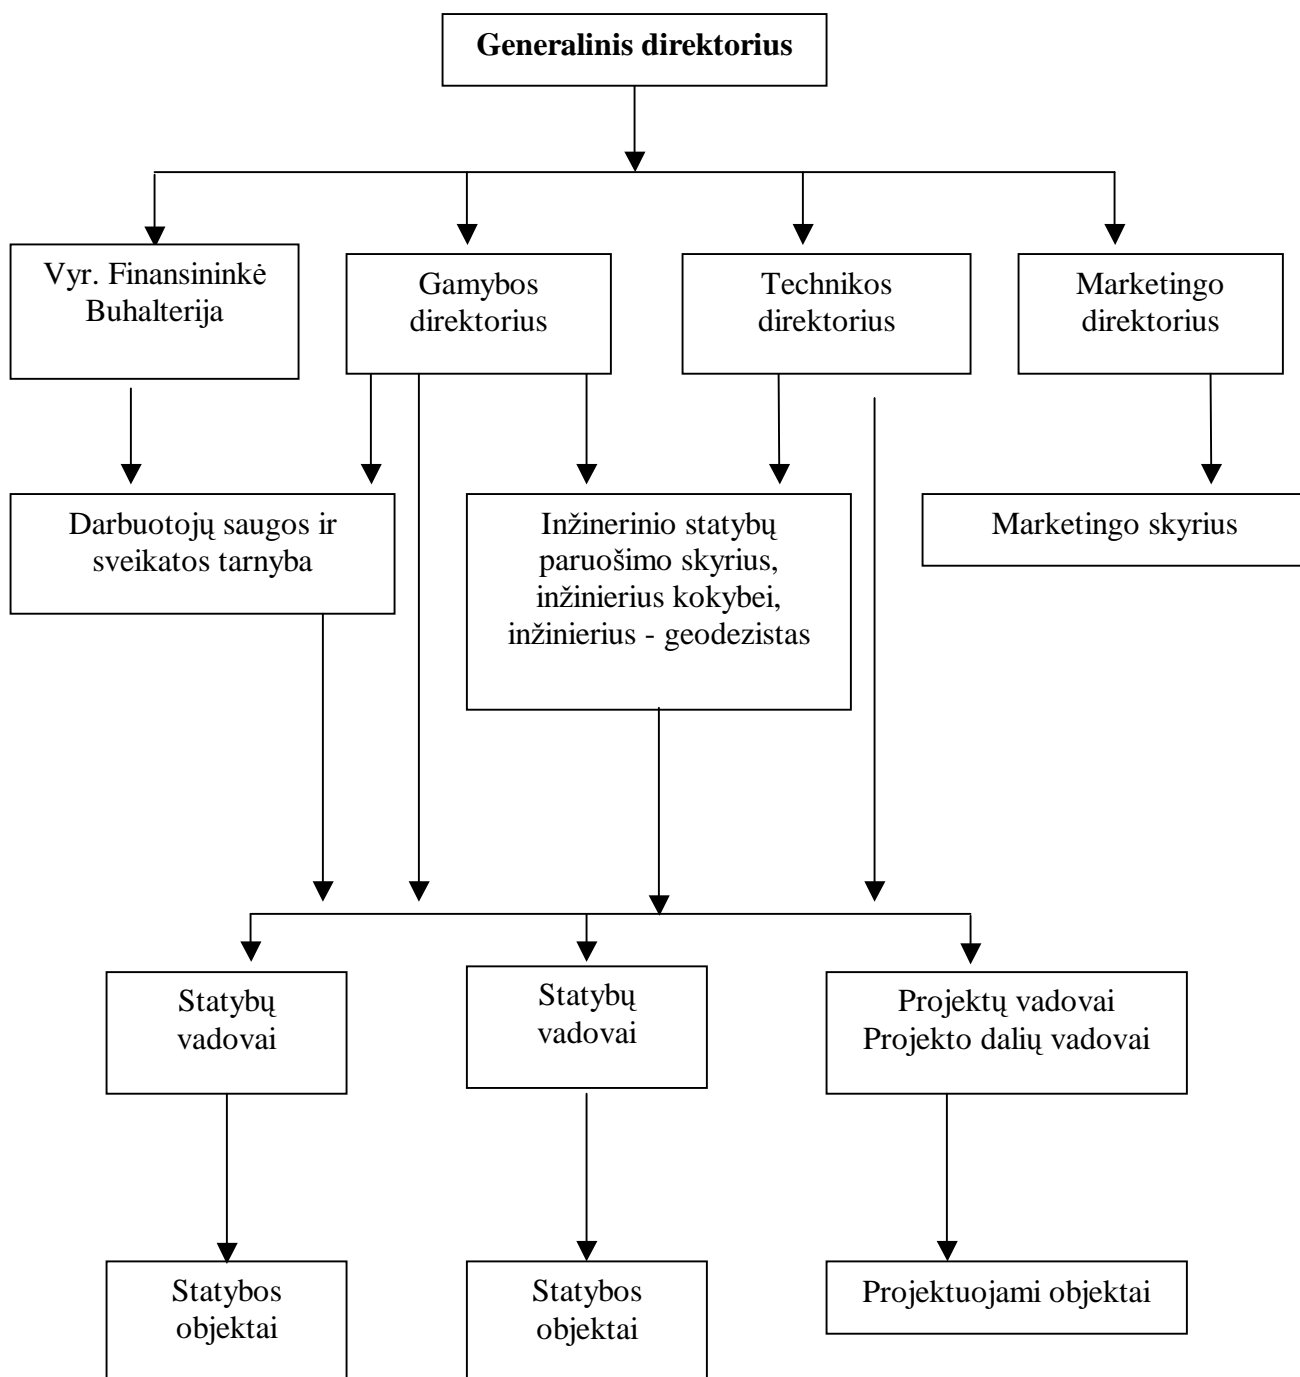 Generalinis direktorius
Vyr. Finansininkė
Buhalterija
Gamybos
direktorius
Technikos
direktorius
Marketingo
direktorius
Darbuotojų saugos ir
sveikatos tarnyba
Inžinerinio statybų
paruošimo skyrius,
inžinierius kokybei,
inžinierius - geodezistas
Marketingo skyrius
Statybų
vadovai
Statybų
vadovai
Projektų vadovai
Projekto dalių vadovai
Statybos
objektai
Statybos
objektai
Projektuojami objektai